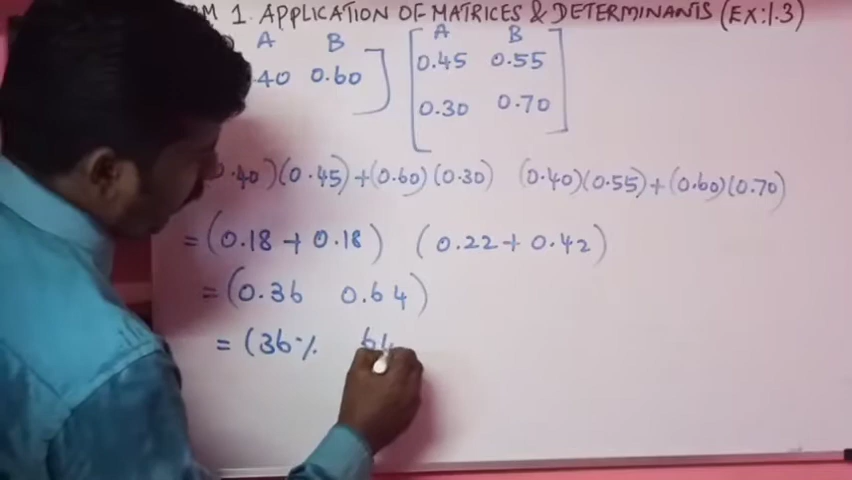 1. APPLICATION OF MATRICES & DETERMINANTS (EX:1.3)
A B A B
.40 0.60] [0.45 0.55
0.30 0.70]
0.40)(0.45)+(0.60)(0.30) (0.40)(0.55)+(0.60)(0.70)
=(0.18+0.18) (0.22+0.42)
=(0.36 0.64)
=(36% 64